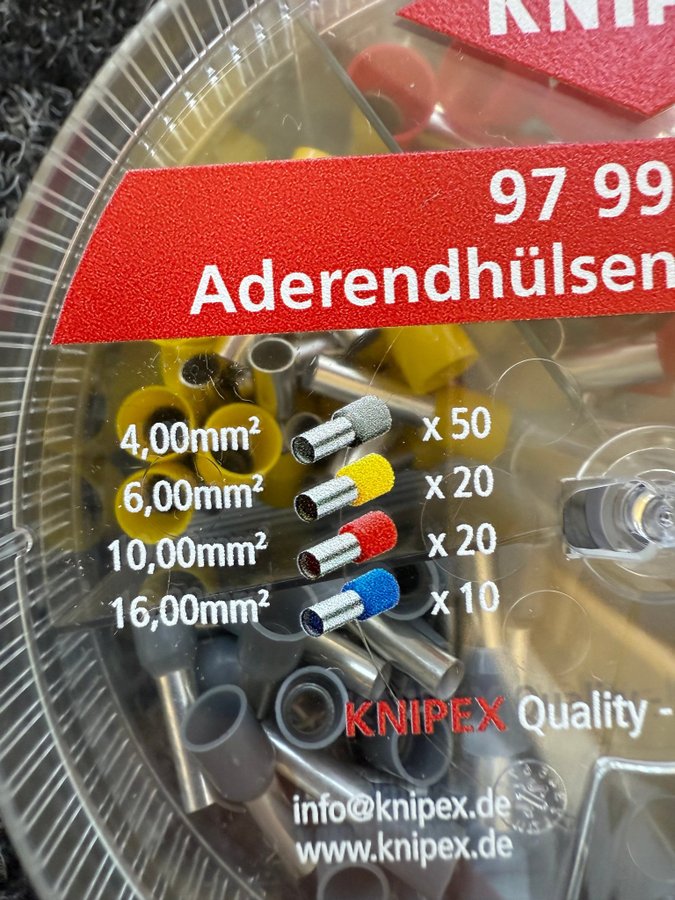 KNIP
97 99
Aderendhülsen
4,00mm² x 50
6,00mm² x 20
10,00mm² x 20
16,00mm² x 10
KNIPEX Quality -
info@knipex.de
www.knipex.de